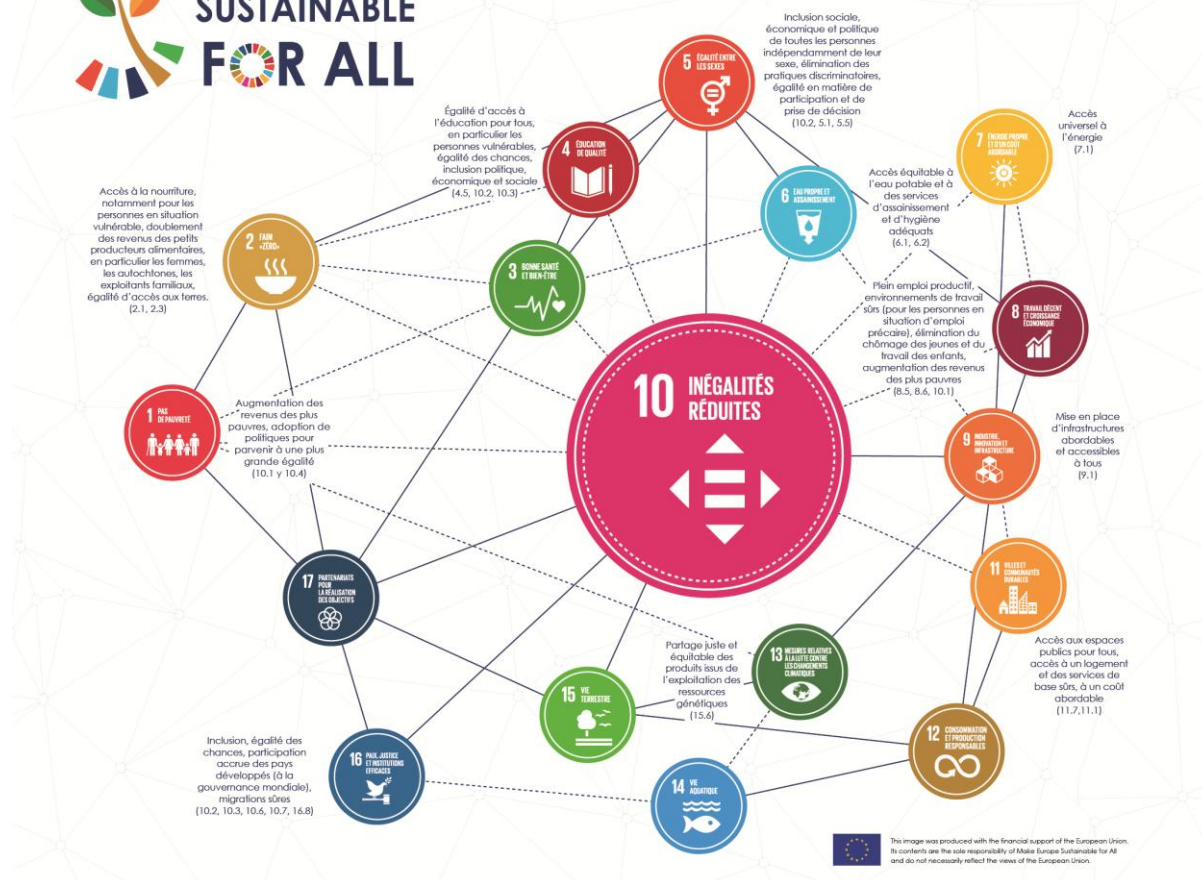 SUSTAINABLE
FOR ALL
Inclusion sociale,
économique et politique
de toutes les personnes
indépendamment de leur
sexe, élimination des
pratiques discriminatoires,
égalité en matière de
participation et de
prise de décision
(10.2, 5.1, 5.5)
5 ÉGALITÉ ENTRE
LES SEXES
Égalité d'accès à
l'éducation pour tous,
en particulier les
personnes vulnérables,
égalité des chances,
inclusion politique,
économique et sociale
(4.5, 10.2, 10.3)
4 ÉDUCATION
DE QUALITÉ
Accès
universel à
l'énergie
(7.1)
7 ÉNERGIE PROPRE
ET D'UN COÛT
ABORDABLE
6 EAU PROPRE ET
ASSAINISSEMENT
Accès équitable à
l'eau potable et à
des services
d'assainissement
et d'hygiène
adéquats
(6.1, 6.2)
Accès à la nourriture,
notamment pour les
personnes en situation
vulnérable, doublement
des revenus des petits
producteurs alimentaires,
en particulier les femmes,
les autochtones, les
exploitants familiaux,
égalité d'accès aux terres.
(2.1, 2.3)
2 FAIM
«ZÉRO»
3 BONNE SANTÉ
ET BIEN-ÊTRE
Plein emploi productif,
environnements de travail
sûrs (pour les personnes en
situation d'emploi
précaire), élimination du
chômage des jeunes et du
travail des enfants,
augmentation des revenus
des plus pauvres
(8.5, 8.6, 10.1)
8 TRAVAIL DÉCENT
ET CROISSANCE
ÉCONOMIQUE
10 INÉGALITÉS
RÉDUITES
1 PAS
DE PAUVRETÉ
Augmentation des
revenus des plus
pauvres, adoption de
politiques pour
parvenir à une plus
grande égalité
(10.1 y 10.4)
9 INDUSTRIE,
INNOVATION ET
INFRASTRUCTURE
Mise en place
d'infrastructures
abordables
et accessibles
à tous
(9.1)
17 PARTENARIATS
POUR
LA RÉALISATION
DES OBJECTIFS
11 VILLES ET
COMMUNAUTÉS
DURABLES
Accès aux espaces
publics pour tous,
accès à un logement
et des services de
base sûrs, à un coût
abordable
(11.7,11.1)
Partage juste et
équitable des
produits issus de
l'exploitation des
ressources
génétiques
(15.6)
13 MESURES RELATIVES
À LA LUTTE CONTRE
LES CHANGEMENTS
CLIMATIQUES
15 VIE
TERRESTRE
12 CONSOMMATION
ET PRODUCTION
RESPONSABLES
Inclusion, égalité des
chances, participation
accrue des pays
développés (à la
gouvernance mondiale),
migrations sûres
(10.2, 10.3, 10.6, 10.7, 16.8)
16 PAIX, JUSTICE
ET INSTITUTIONS
EFFICACES
14 VIE
AQUATIQUE
This image was produced with the financial support of the European Union.
Its contents are the sole responsibility of Make Europe Sustainable for All
and do not necessarily reflect the views of the European Union.